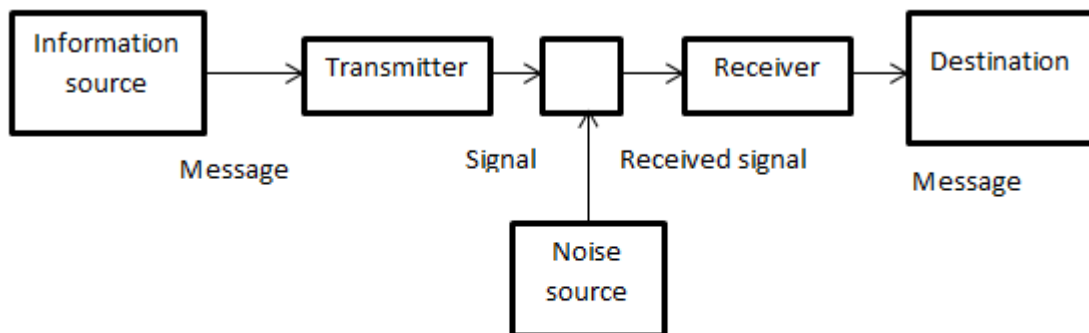 Information
source
Transmitter
Receiver
Destination
Message
Signal
Received signal
Message
Noise
source